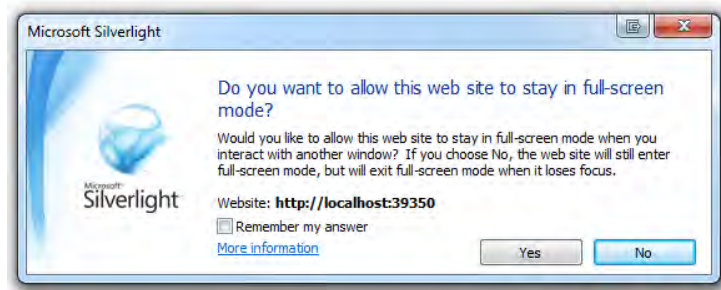 Microsoft Silverlight
Do you want to allow this web site to stay in full-screen
mode?
Would you like to allow this web site to stay in full-screen mode when you
interact with another window? If you choose No, the web site will still enter
full-screen mode, but will exit full-screen mode when it loses focus.
Microsoft
Silverlight
Website: http://localhost:39350
Remember my answer
More information
Yes
No